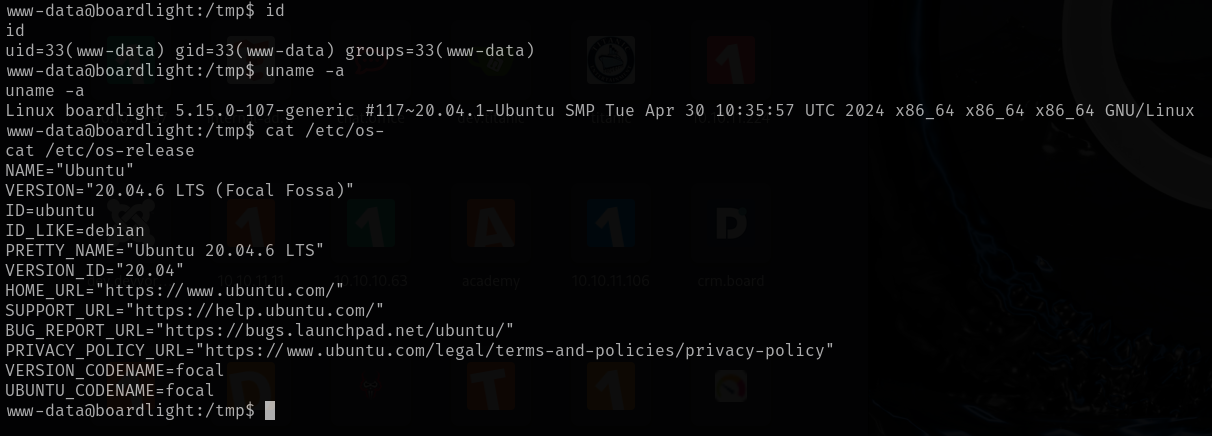 www-data@boardlight:/tmp$ id
id
uid=33(www-data) gid=33(www-data) groups=33(www-data)
www-data@boardlight:/tmp$ uname -a
uname -a
Linux boardlight 5.15.0-107-generic #117~20.04.1-Ubuntu SMP Tue Apr 30 10:35:57 UTC 2024 x86_64 x86_64 x86_64 GNU/Linux
www-data@boardlight:/tmp$ cat /etc/os-
cat /etc/os-release
NAME="Ubuntu"
VERSION="20.04.6 LTS (Focal Fossa)"
ID=ubuntu
ID_LIKE=debian
PRETTY_NAME="Ubuntu 20.04.6 LTS"
VERSION_ID="20.04"
10.10.11.11 10.10.10.63 academy 10.10.11.106 crm.board
HOME_URL="https://www.ubuntu.com/"
SUPPORT_URL="https://help.ubuntu.com/"
BUG_REPORT_URL="https://bugs.launchpad.net/ubuntu/"
PRIVACY_POLICY_URL="https://www.ubuntu.com/legal/terms-and-policies/privacy-policy"
VERSION_CODENAME=focal
UBUNTU_CODENAME=focal
www-data@boardlight:/tmp$